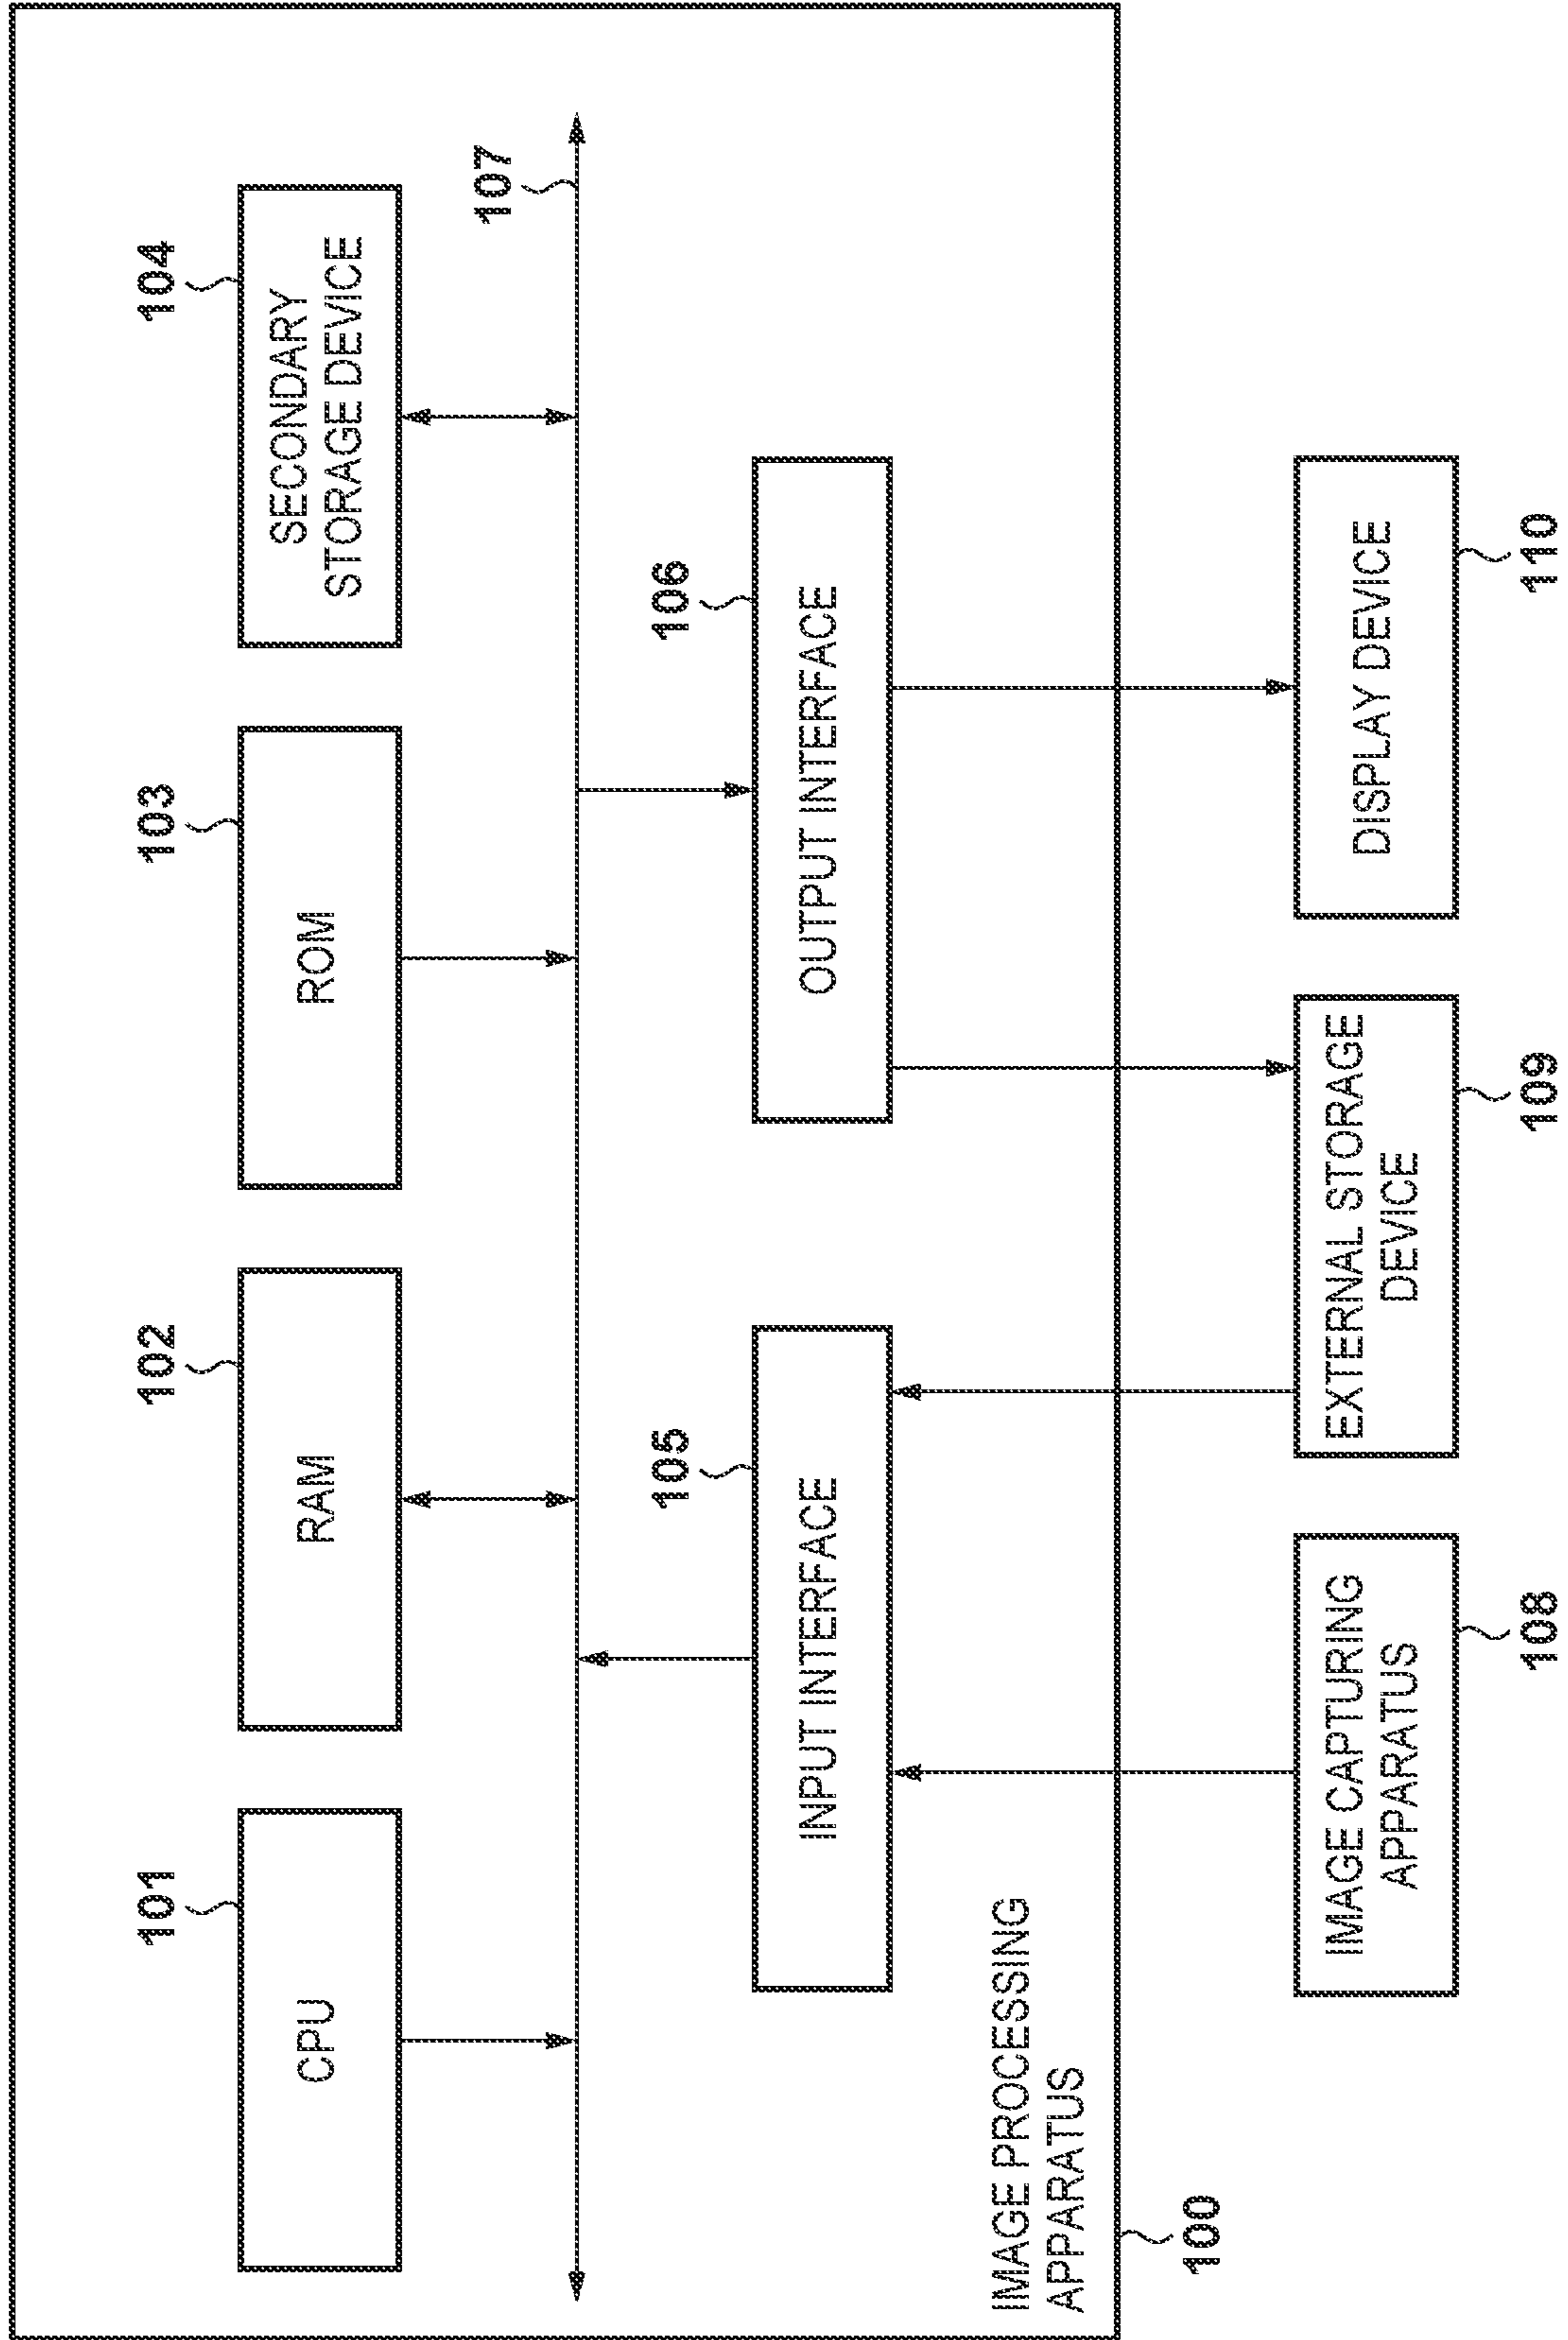 101
102
103
104
CPU
RAM
ROM
SECONDARY
STORAGE DEVICE
107
105
106
INPUT INTERFACE
OUTPUT INTERFACE
IMAGE PROCESSING
APPARATUS
100
IMAGE CAPTURING
APPARATUS
EXTERNAL STORAGE
DEVICE
DISPLAY DEVICE
108
109
110